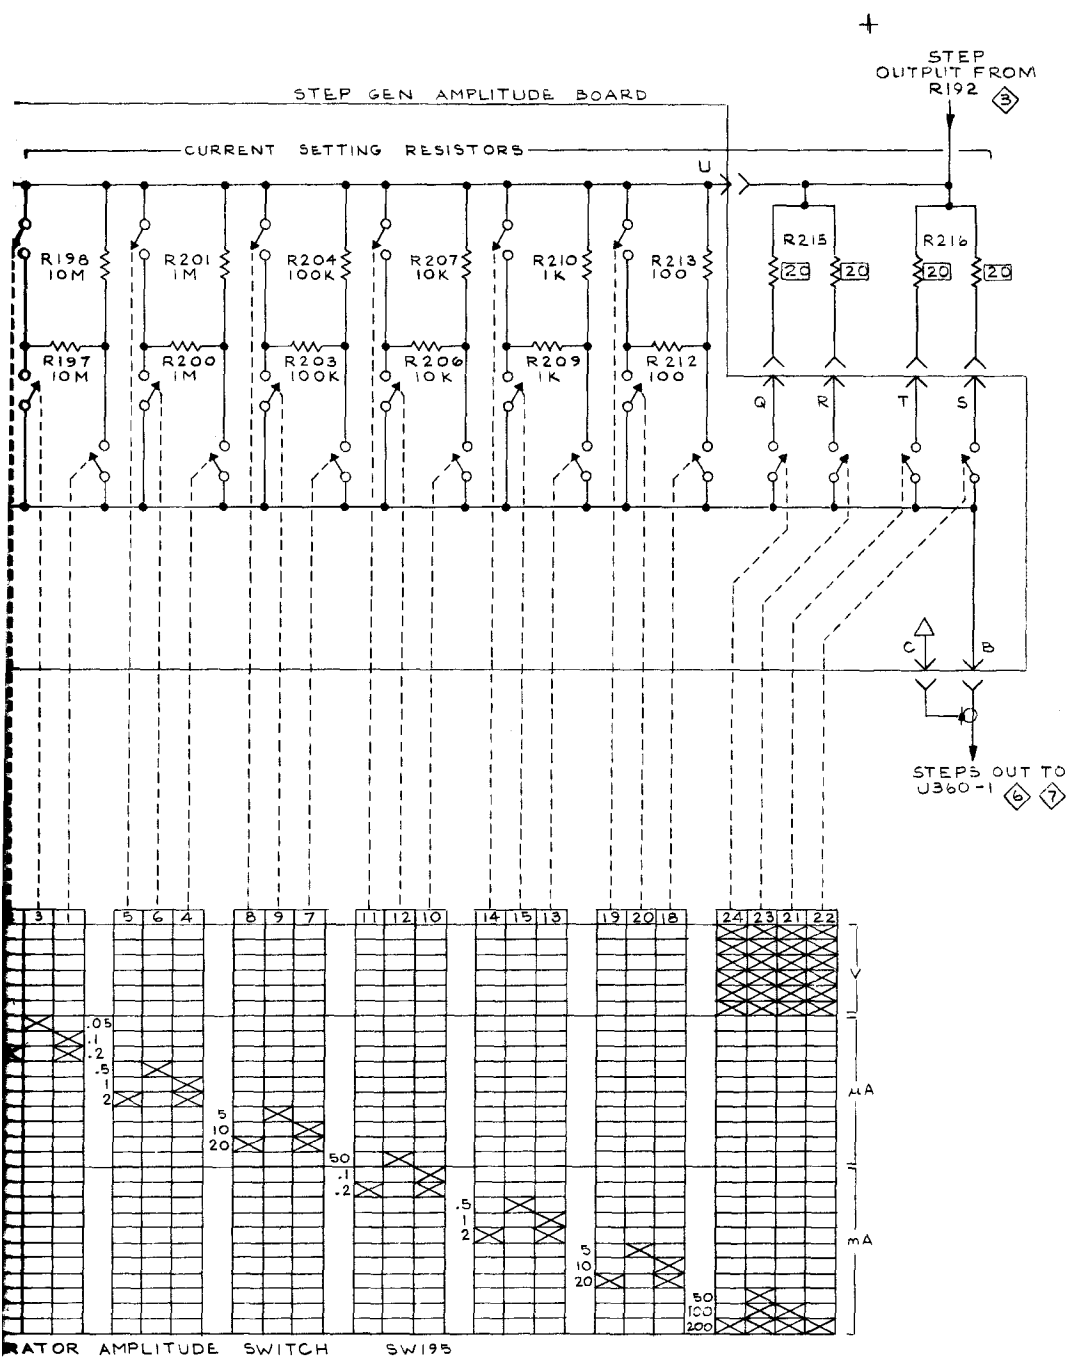 STEP
OUTPUT FROM
R192 3
STEP GEN AMPLITUDE BOARD
CURRENT SETTING RESISTORS
U
R198
10M
R201
1M
R204
100K
R207
10K
R210
1K
R213
100
R215
20
20
R216
20
20
R197
10M
R200
1M
R203
100K
R206
10K
R209
1K
R212
100
Q
R
T
S
C
B
STEPS OUT TO
U360-1 6 7
3 1
5 6 4
8 9 7
11 12 10
14 15 13
19 20 18
24 23 21 22
V
.05
.1
.2
.5
1
2
5
10
20
50
µA
.1
.2
.5
1
2
5
10
20
50
100
200
mA
RATOR AMPLITUDE SWITCH SW195